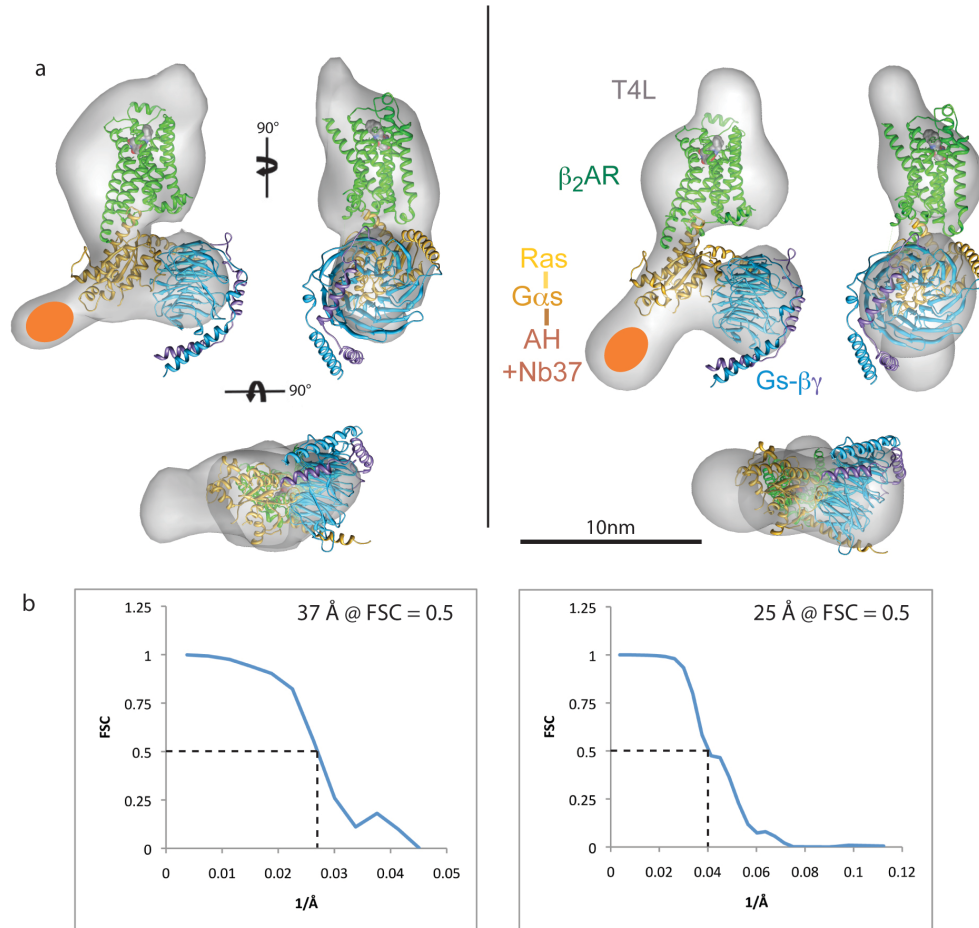 a
90°
90°
T4L
β₂AR
Ras
Gαs
AH
+Nb37
Gs-βγ
10nm
b
37 Å @ FSC = 0.5
1.25
1
0.75
0.5
0.25
0
FSC
0 0.01 0.02 0.03 0.04 0.05
1/Å
25 Å @ FSC = 0.5
1.25
1
0.75
0.5
0.25
0
FSC
0 0.02 0.04 0.06 0.08 0.1 0.12
1/Å